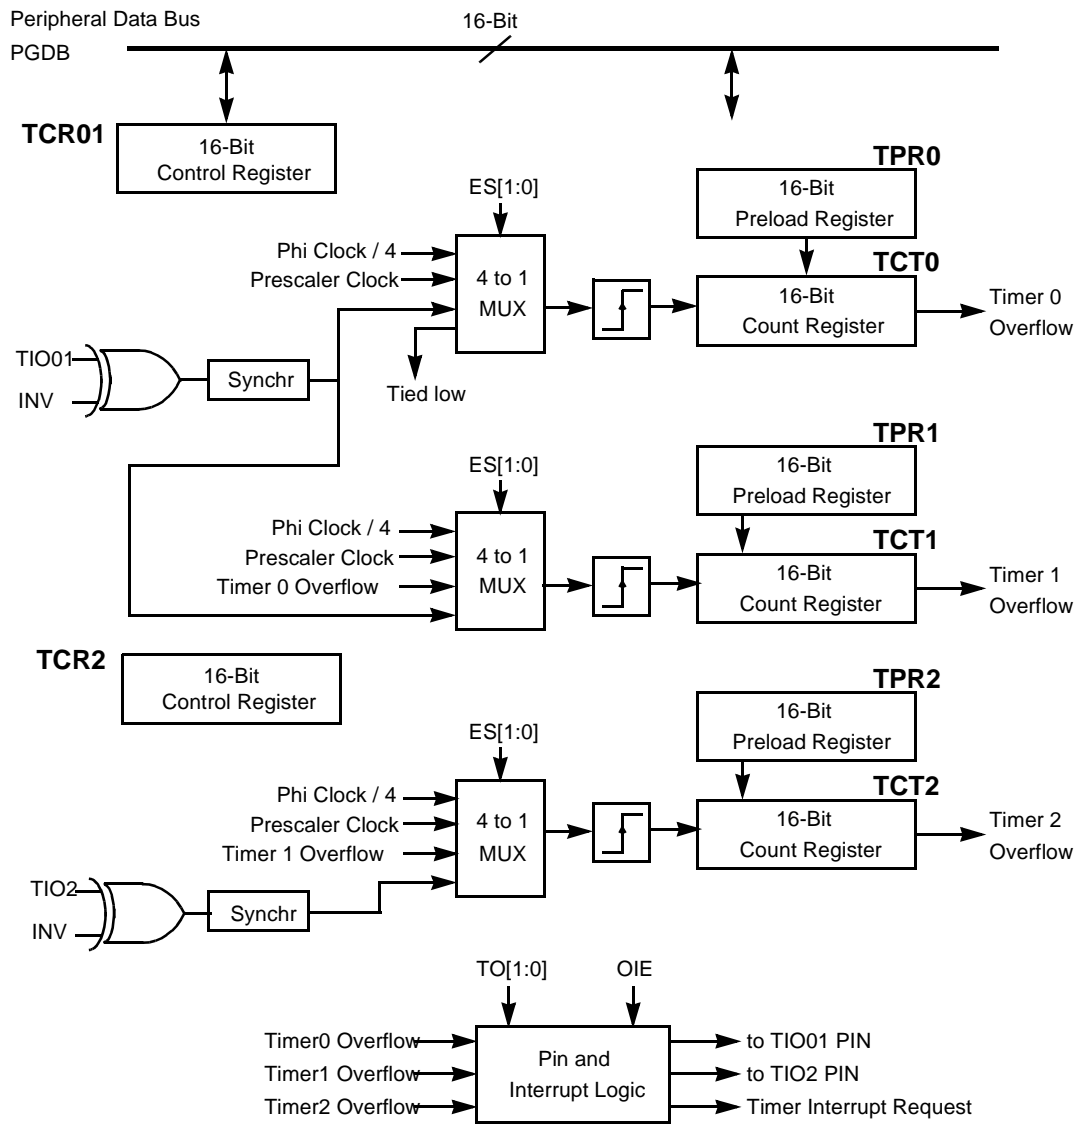 Peripheral Data Bus
16-Bit
PGDB
TCR01
16-Bit
Control Register
TPR0
16-Bit
Preload Register
ES[1:0]
Phi Clock / 4
Prescaler Clock
4 to 1
MUX
TCT0
16-Bit
Count Register
Timer 0
Overflow
TIO01
INV
Synchr
Tied low
TPR1
16-Bit
Preload Register
ES[1:0]
Phi Clock / 4
Prescaler Clock
Timer 0 Overflow
4 to 1
MUX
TCT1
16-Bit
Count Register
Timer 1
Overflow
TCR2
16-Bit
Control Register
TPR2
16-Bit
Preload Register
ES[1:0]
Phi Clock / 4
Prescaler Clock
Timer 1 Overflow
4 to 1
MUX
TCT2
16-Bit
Count Register
Timer 2
Overflow
TIO2
INV
Synchr
TO[1:0]
OIE
Timer0 Overflow
Timer1 Overflow
Timer2 Overflow
Pin and
Interrupt Logic
to TIO01 PIN
to TIO2 PIN
Timer Interrupt Request